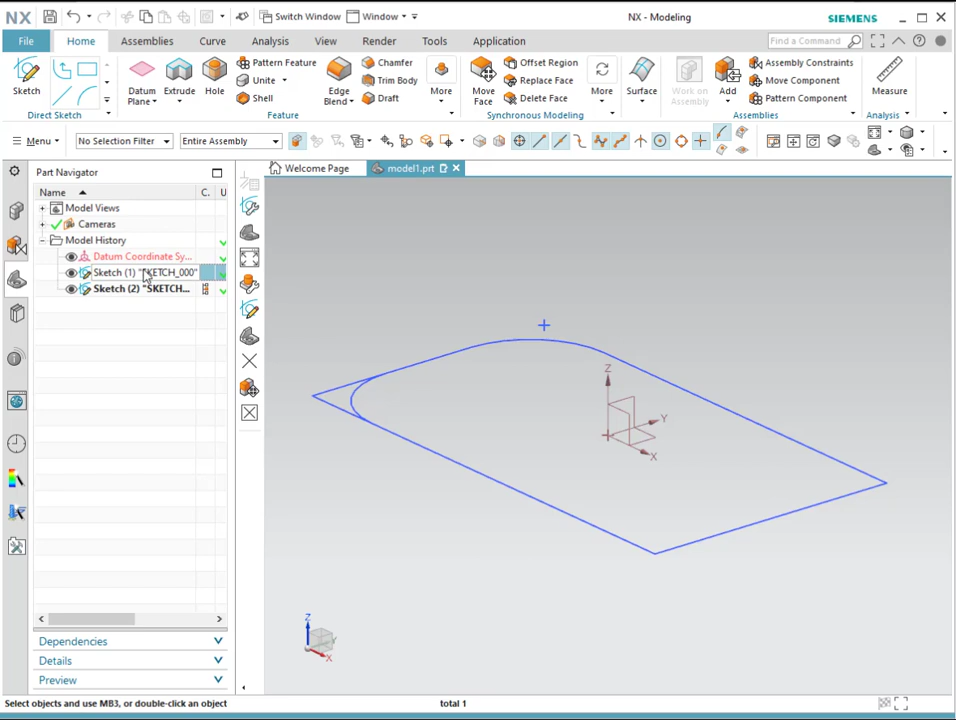 NX
Switch Window
Window
NX - Modeling
SIEMENS
File
Home
Assemblies
Curve
Analysis
View
Render
Tools
Application
Find a Command
Sketch
Direct Sketch
Datum Plane
Extrude
Hole
Pattern Feature
Unite
Shell
Edge Blend
Chamfer
Trim Body
Draft
More
Feature
Move Face
Offset Region
Replace Face
Delete Face
More
Synchronous Modeling
Surface
Work on Assembly
Add
Assembly Constraints
Move Component
Pattern Component
Assemblies
Measure
Analysis
Menu
No Selection Filter
Entire Assembly
Part Navigator
Welcome Page
model1.prt
Name
C.
U
Model Views
Cameras
Model History
Datum Coordinate Sy...
Sketch (1) "SKETCH_000"
Sketch (2) "SKETCH...
Z
Y
X
Z
Y
X
Dependencies
Details
Preview
Select objects and use MB3, or double-click an object
total 1